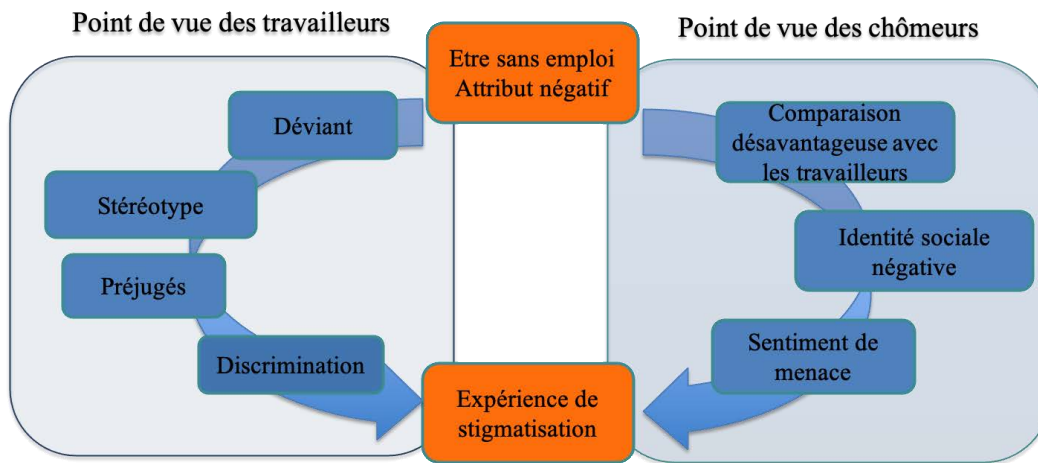 Point de vue des travailleurs
Etre sans emploi
Attribut négatif
Point de vue des chômeurs
Déviant
Stéréotype
Préjugés
Discrimination
Comparaison
désavantageuse avec
les travailleurs
Identité sociale
négative
Sentiment de
menace
Expérience de
stigmatisation